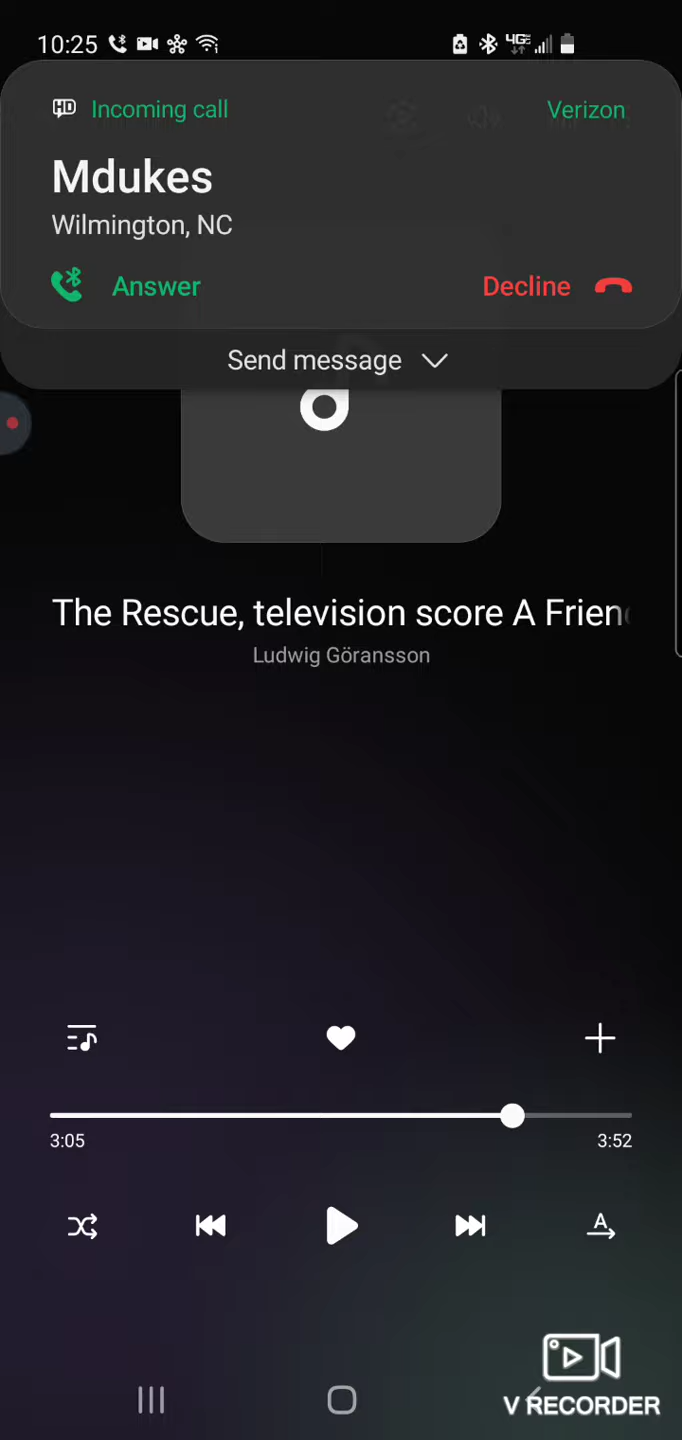 10:25
4GE
HD Incoming call Verizon
Mdukes
Wilmington, NC
Answer Decline
Send message
The Rescue, television score A Frien
Ludwig Göransson
3:05 3:52
A
V RECORDER